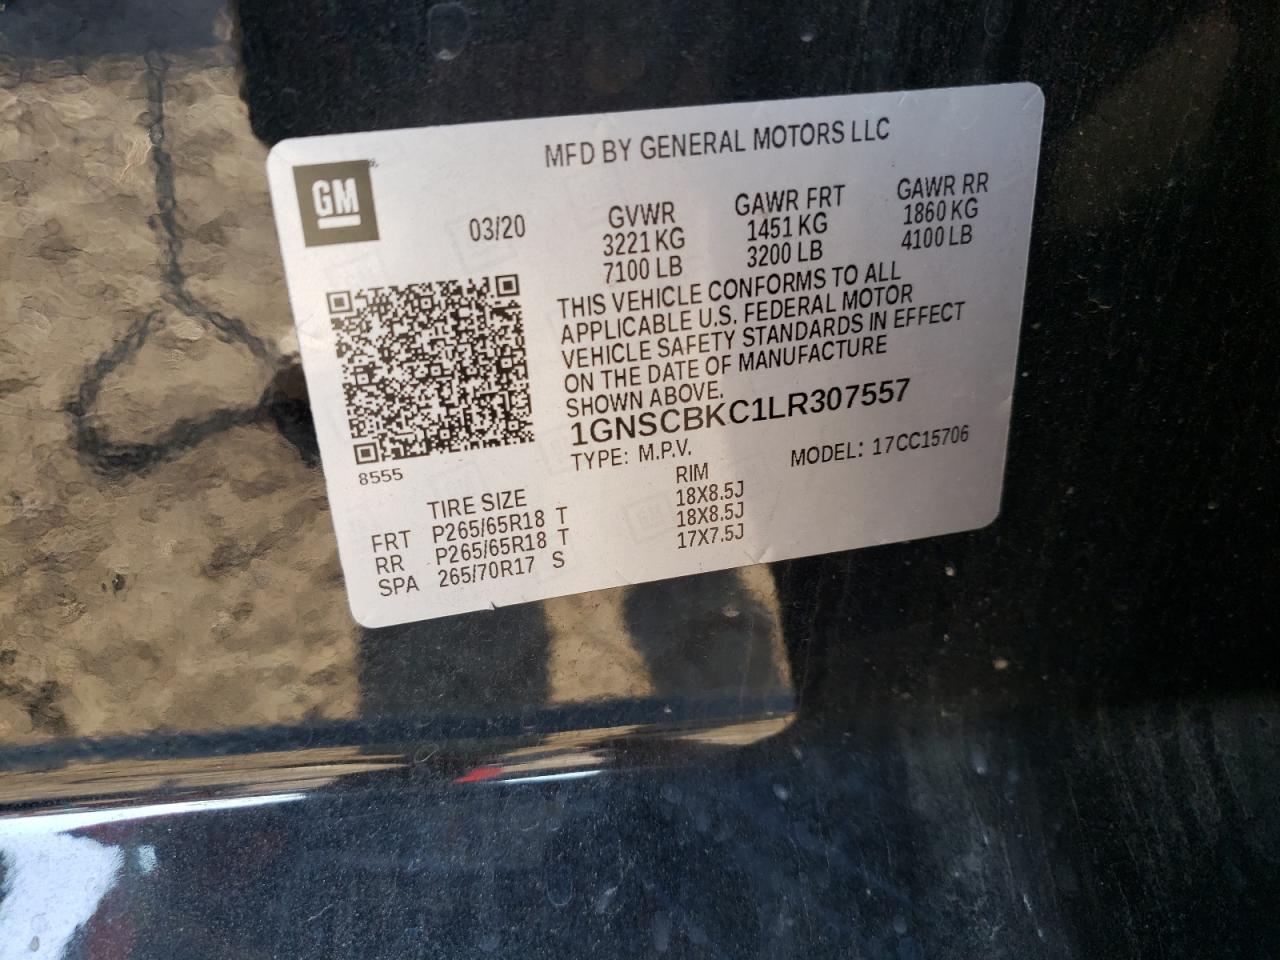 MFD BY GENERAL MOTORS LLC
GM
03/20
GVWR GAWR FRT GAWR RR
3221 KG 1451 KG 1860 KG
7100 LB 3200 LB 4100 LB
THIS VEHICLE CONFORMS TO ALL
APPLICABLE U.S. FEDERAL MOTOR
VEHICLE SAFETY STANDARDS IN EFFECT
ON THE DATE OF MANUFACTURE
SHOWN ABOVE.
1GNSCBKC1LR307557
TYPE: M.P.V. MODEL: 17CC15706
8555
TIRE SIZE RIM
FRT P265/65R18 T 18X8.5J
RR P265/65R18 T 18X8.5J
SPA 265/70R17 S 17X7.5J